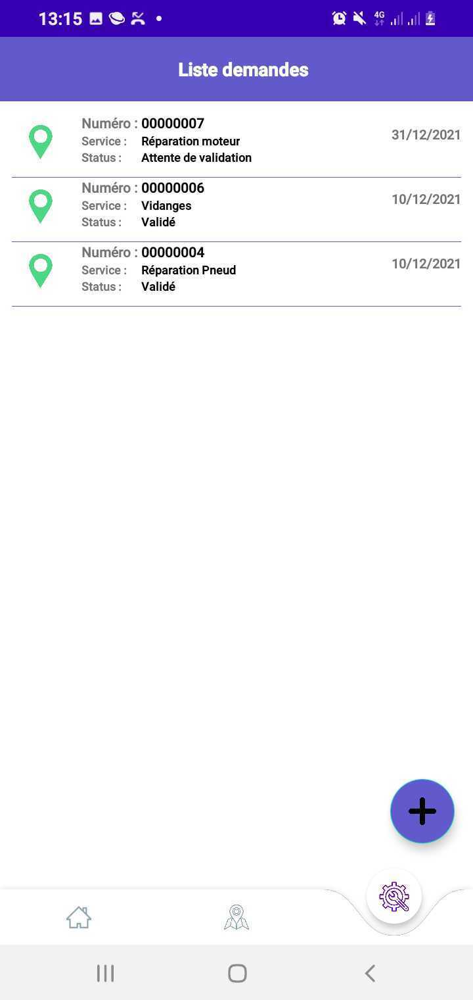 13:15
4G
Liste demandes
Numéro : 00000007
31/12/2021
Service : Réparation moteur
Status : Attente de validation
Numéro : 00000006
10/12/2021
Service : Vidanges
Status : Validé
Numéro : 00000004
10/12/2021
Service : Réparation Pneud
Status : Validé